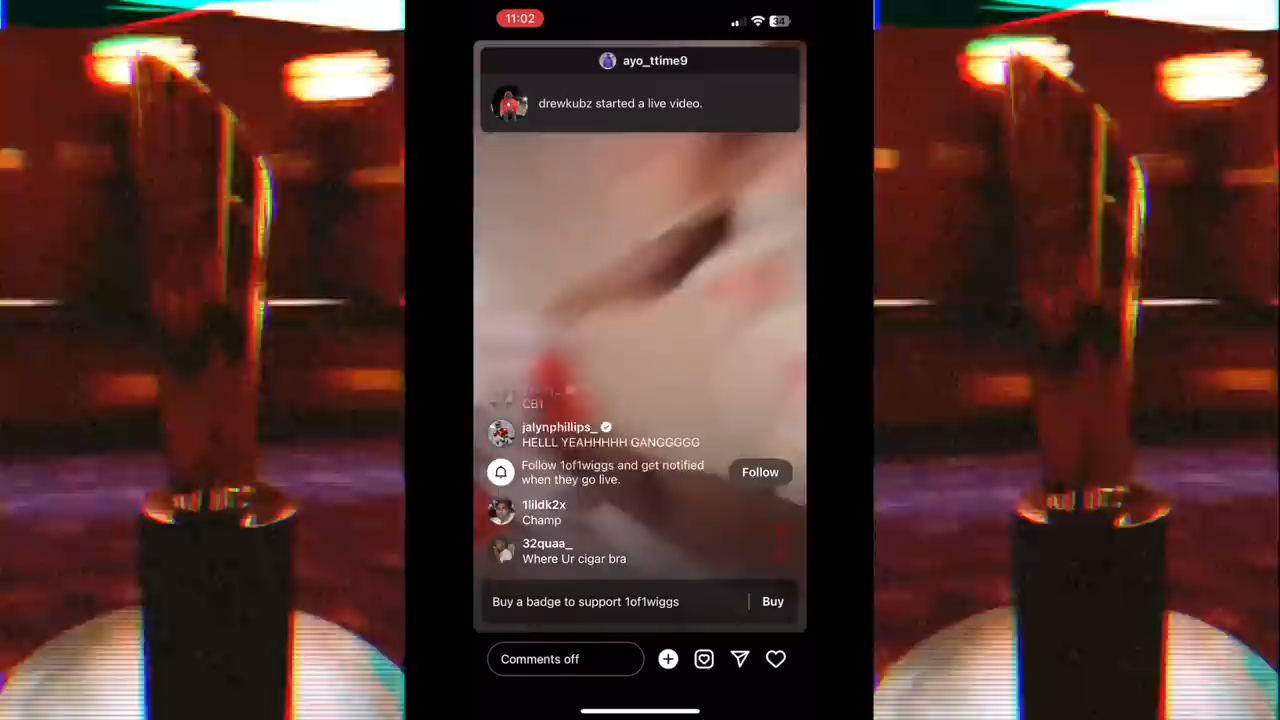 11:02
34
ayo_ttime9
drewkubz started a live video.
CBT
jalynphillips_
HELLL YEAHHHHH GANGGGGG
Follow 1of1wiggs and get notified
when they go live.
Follow
1lildk2x
Champ
32quaa_
Where Ur cigar bra
Buy a badge to support 1of1wiggs
Buy
Comments off